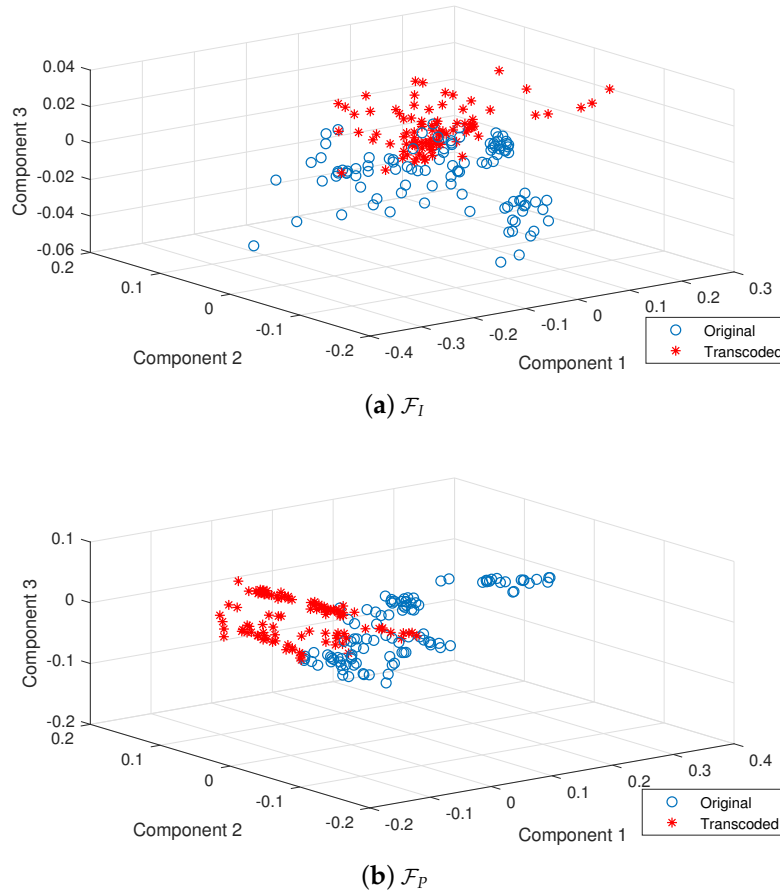 0.04
0.02
0
-0.02
-0.04
-0.06
Component 3
0.2
0.1
0
-0.1
-0.2
Component 2
-0.4
-0.3
-0.2
-0.1
0
0.1
0.2
0.3
Component 1
Original
Transcoded
(a) $\mathcal{F}_I$
0.1
0
-0.1
-0.2
Component 3
0.2
0.1
0
-0.1
-0.2
Component 2
-0.2
-0.1
0
0.1
0.2
0.3
0.4
Component 1
Original
Transcoded
(b) $\mathcal{F}_P$